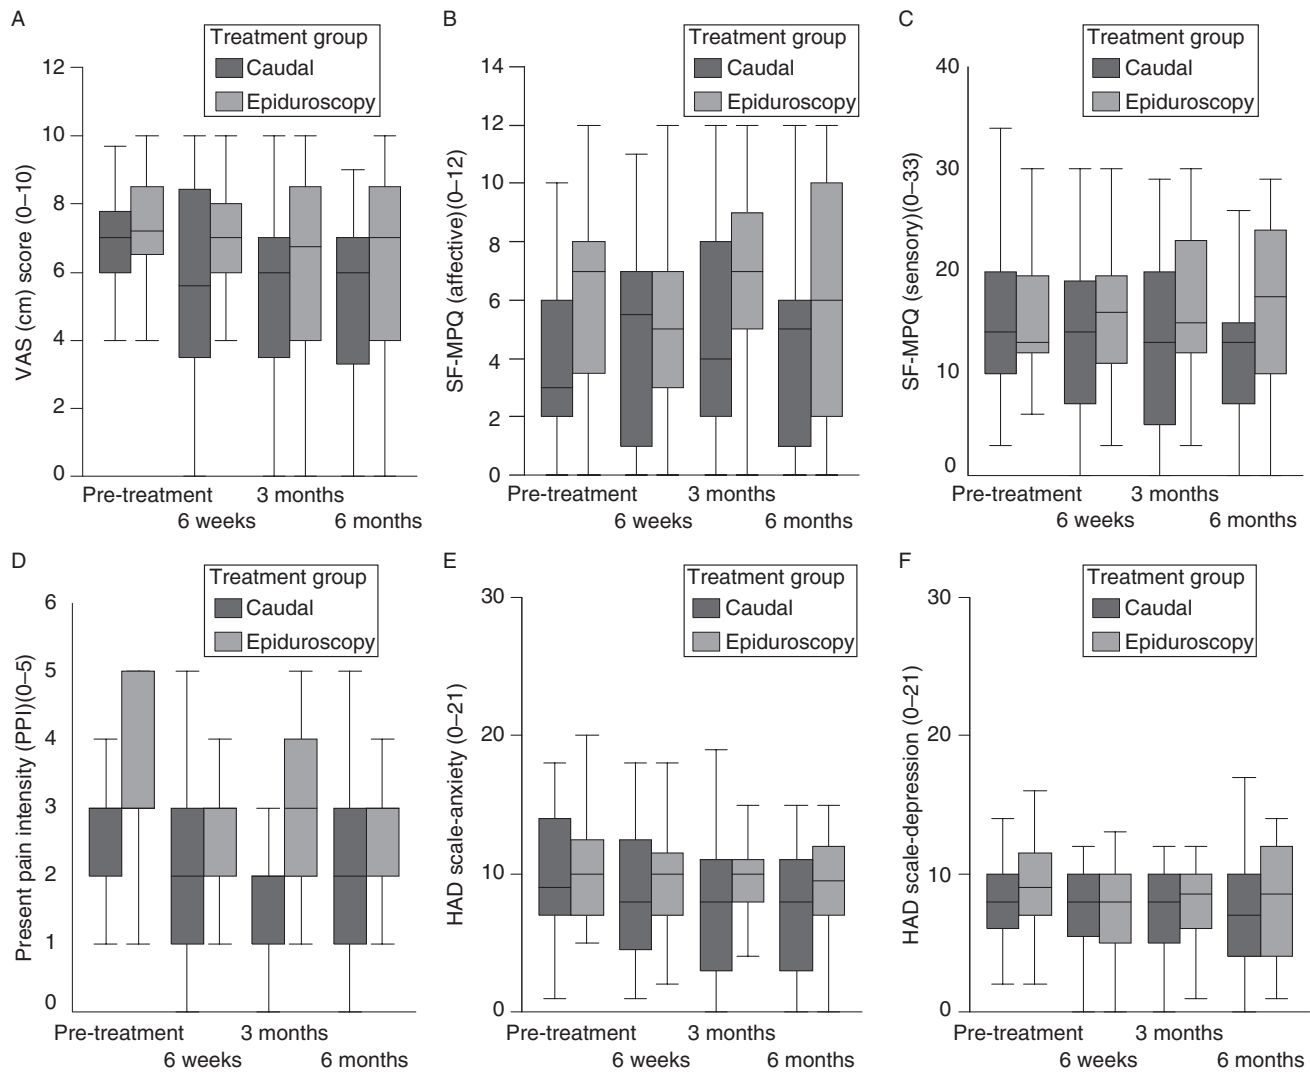 A
Treatment group
Caudal
Epiduroscopy
VAS (cm) score (0–10)
12
10
8
6
4
2
0
Pre-treatment
6 weeks
3 months
6 months
B
Treatment group
Caudal
Epiduroscopy
SF-MPQ (affective)(0–12)
14
12
10
8
6
4
2
0
Pre-treatment
6 weeks
3 months
6 months
C
Treatment group
Caudal
Epiduroscopy
SF-MPQ (sensory)(0–33)
40
30
20
10
0
Pre-treatment
6 weeks
3 months
6 months
D
Treatment group
Caudal
Epiduroscopy
Present pain intensity (PPI)(0–5)
6
5
4
3
2
1
0
Pre-treatment
6 weeks
3 months
6 months
E
Treatment group
Caudal
Epiduroscopy
HAD scale-anxiety (0–21)
30
20
10
0
Pre-treatment
6 weeks
3 months
6 months
F
Treatment group
Caudal
Epiduroscopy
HAD scale-depression (0–21)
30
20
10
0
Pre-treatment
6 weeks
3 months
6 months